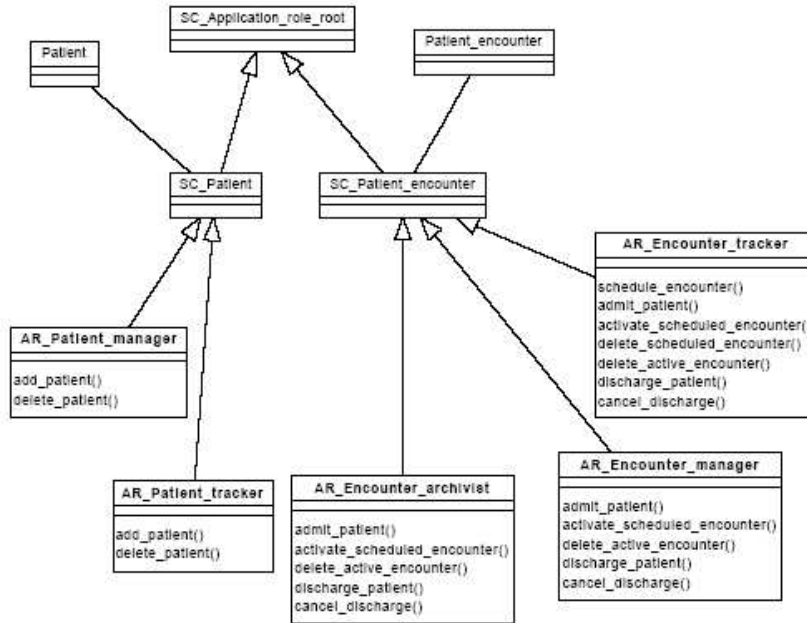 SC_Application_role_root
Patient
Patient_encounter
SC_Patient
SC_Patient_encounter
AR_Encounter_tracker
schedule_encounter()
admit_patient()
activate_scheduled_encounter()
delete_scheduled_encounter()
delete_active_encounter()
discharge_patient()
cancel_discharge()
AR_Patient_manager
add_patient()
delete_patient()
AR_Patient_tracker
add_patient()
delete_patient()
AR_Encounter_archivist
admit_patient()
activate_scheduled_encounter()
delete_active_encounter()
discharge_patient()
cancel_discharge()
AR_Encounter_manager
admit_patient()
activate_scheduled_encounter()
delete_active_encounter()
discharge_patient()
cancel_discharge()